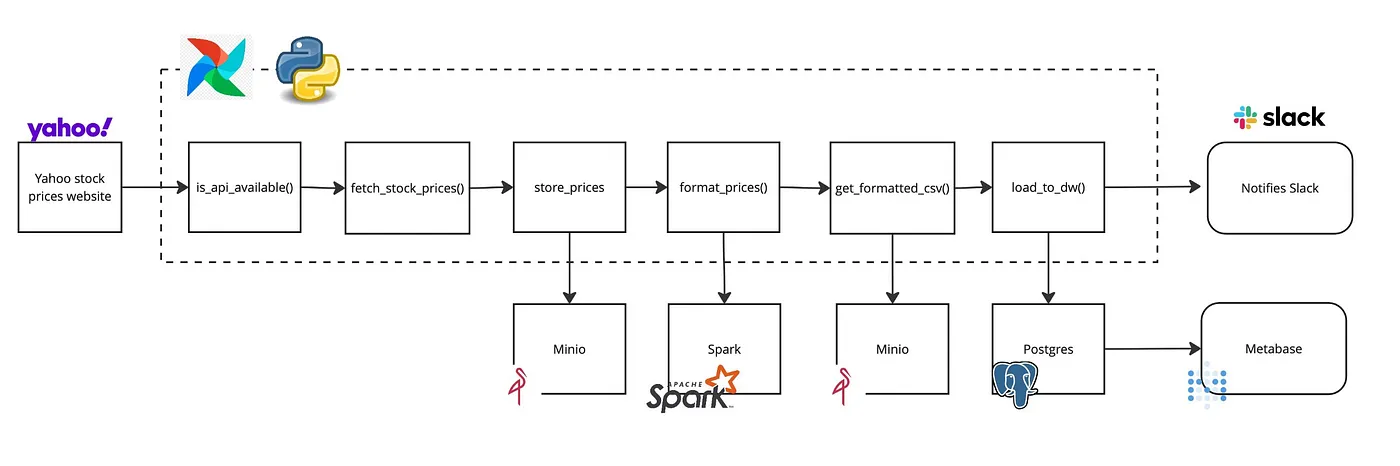 yahoo!
slack
Yahoo stock
prices website
is_api_available()
fetch_stock_prices()
store_prices
format_prices()
get_formatted_csv()
load_to_dw()
Notifies Slack
Minio
Spark
Minio
Postgres
Metabase
APACHE
Spark